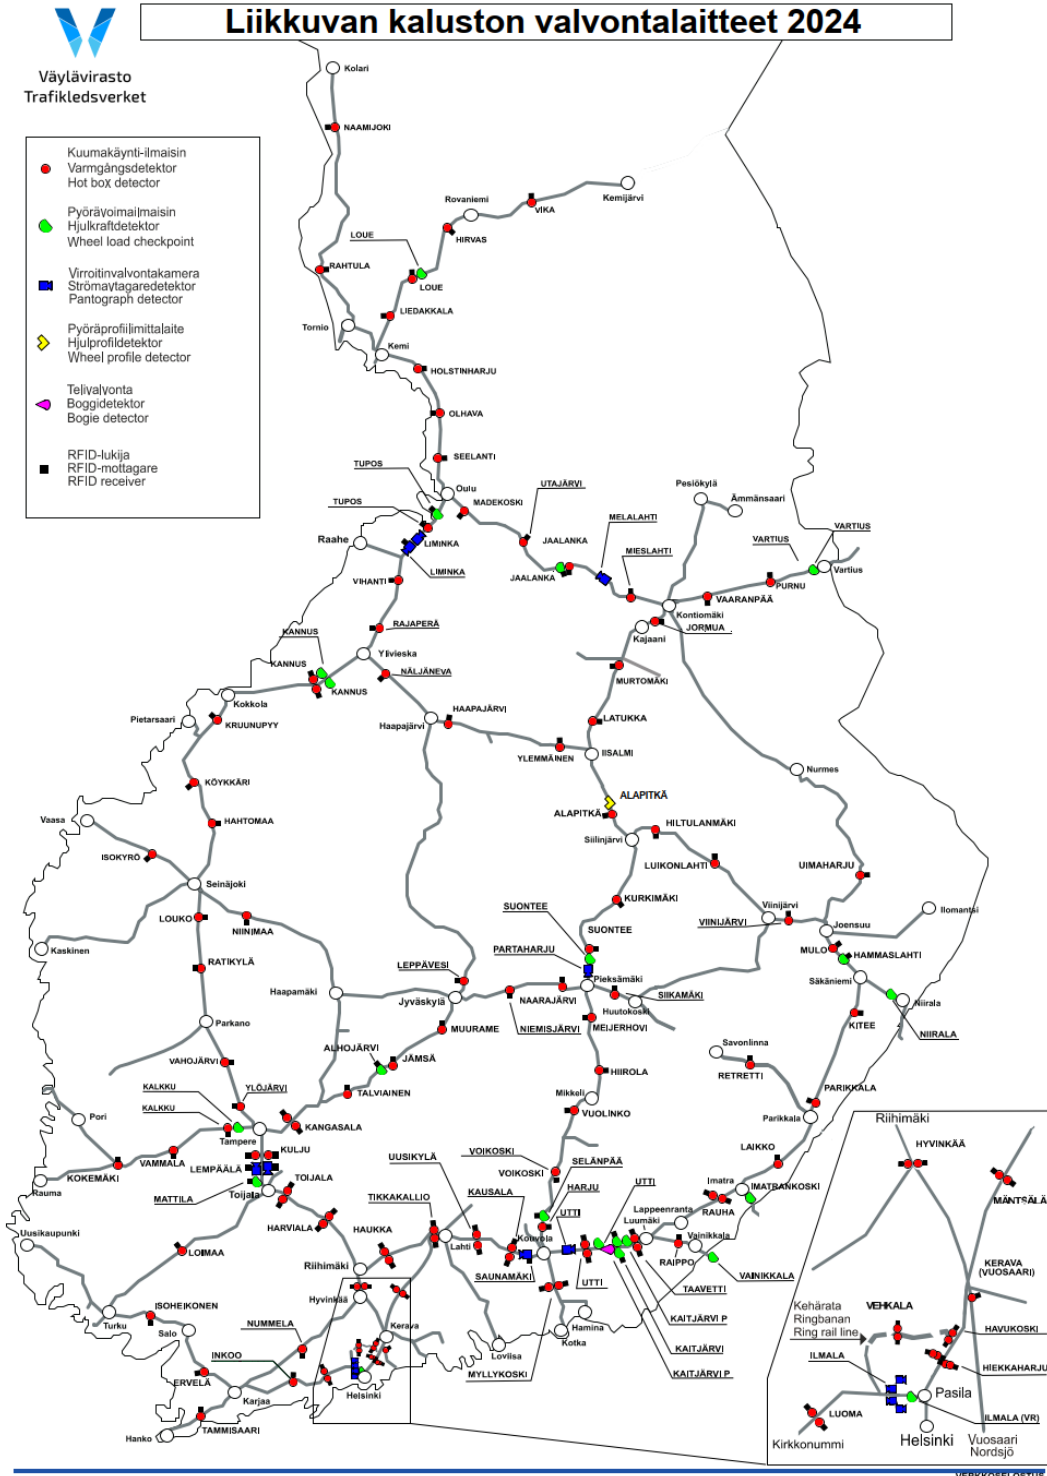 Liikkuvan kaluston valvontalaitteet 2024
Väylävirasto
Trafikledsverket
Kuumakäynti-ilmaisin
Varmgångsdetektor
Hot box detector
Pyörävoimailmaisin
Hjulkraftdetektor
Wheel load checkpoint
Virroitinvalvontakamera
Strömavtagaredetektor
Pantograph detector
Pyöräprofiilimittalaite
Hjulprofildetektor
Wheel profile detector
Telivalvonta
Boggidetektor
Bogie detector
RFID-lukija
RFID-mottagare
RFID receiver
Kolari
NAAMIJOKI
Kemijärvi
Rovaniemi
VIKA
LOUE
HIRVAS
RAHTULA
LOUE
LIEDAKKALA
Tornio
Kemi
HOLSTINHARJU
OLHAVA
SEELANTI
TUPOS
Oulu
UTAJÄRVI
Pesiökylä
Ämmänsaari
TUPOS
MADEKOSKI
MELALAHTI
VARTIUS
Raahe
LIMINKA
JAALANKA
MIESLAHTI
VARTIUS
LIMINKA
JAALANKA
Vartius
VIHANTI
PURNU
VAARANPÄÄ
Kontiomäki
RAJAPERÄ
JORMUA
KANNUS
Kajaani
Ylivieska
KANNUS
NÄLJÄNEVA
MURTOMÄKI
KANNUS
Kokkola
HAAPAJÄRVI
Pietarsaari
KRUUNUPYY
Haapajärvi
LATUKKA
YLEMMÄINEN
IISALMI
Nurmes
KÖYKKÄRI
ALAPITKÄ
Vaasa
HAHTOMAA
ALAPITKÄ
HILTULANMÄKI
Siilinjärvi
ISOKYRÖ
LUIKONLAHTI
UIMAHARJU
Seinäjoki
KURKIMÄKI
SUONTEE
Viinijärvi
Ilomantsi
LOUKO
NIINIMAA
VIINIJÄRVI
Joensuu
SUONTEE
Kaskinen
PARTAHARJU
MULO
HAMMASLAHTI
RATIKYLÄ
LEPPÄVESI
Pieksämäki
Säkäniemi
Haapamäki
Jyväskylä
NAARAJÄRVI
SIIKAMÄKI
Niirala
Huutokoski
Parkano
MUURAME
NIEMISJÄRVI
MEIJERHOVI
KITEE
NIIRALA
ALHOJÄRVI
Savonlinna
VAHOJÄRVI
JÄMSÄ
HIIROLA
RETRETTI
KALKKU
YLÖJÄRVI
TALVIAINEN
Mikkeli
PARIKKALA
KALKKU
VUOLINKO
Pori
KANGASALA
Parikkala
Tampere
KULJU
LAIKKO
VAMMALA
LEMPÄÄLÄ
UUSIKYLÄ
VOIKOSKI
SELÄNPÄÄ
KOKEMÄKI
TOIJALA
VOIKOSKI
Imatra
Rauma
MATTILA
Toijala
TIKKAKALLIO
KAUSALA
HARJU
UTTI
IMATRANKOSKI
Lappeenranta
RAUHA
HARVIALA
HAUKKA
UTTI
Luumäki
Uusikaupunki
Kouvola
Vainikkala
LOIMAA
Lahti
Riihimäki
RAIPPO
SAUNAMÄKI
UTTI
VAINIKKALA
TAAVETTI
Hyvinkää
ISOHEIKONEN
Turku
Hamina
KAITJÄRVI P
Salo
NUMMELA
Kerava
Kotka
Loviisa
KAITJÄRVI
INKOO
MYLLYKOSKI
KAITJÄRVI P
ERVELÄ
Helsinki
Karjaa
TAMMISAARI
Hanko
Riihimäki
HYVINKÄÄ
MÄNTSÄLÄ
KERAVA
(VUOSAARI)
Kehärata
Ringbanan
Ring rail line
VEHKALA
HAVUKOSKI
ILMALA
HIEKKAHARJU
Pasila
LUOMA
ILMALA (VR)
Kirkkonummi
Helsinki
Vuosaari
Nordsjö